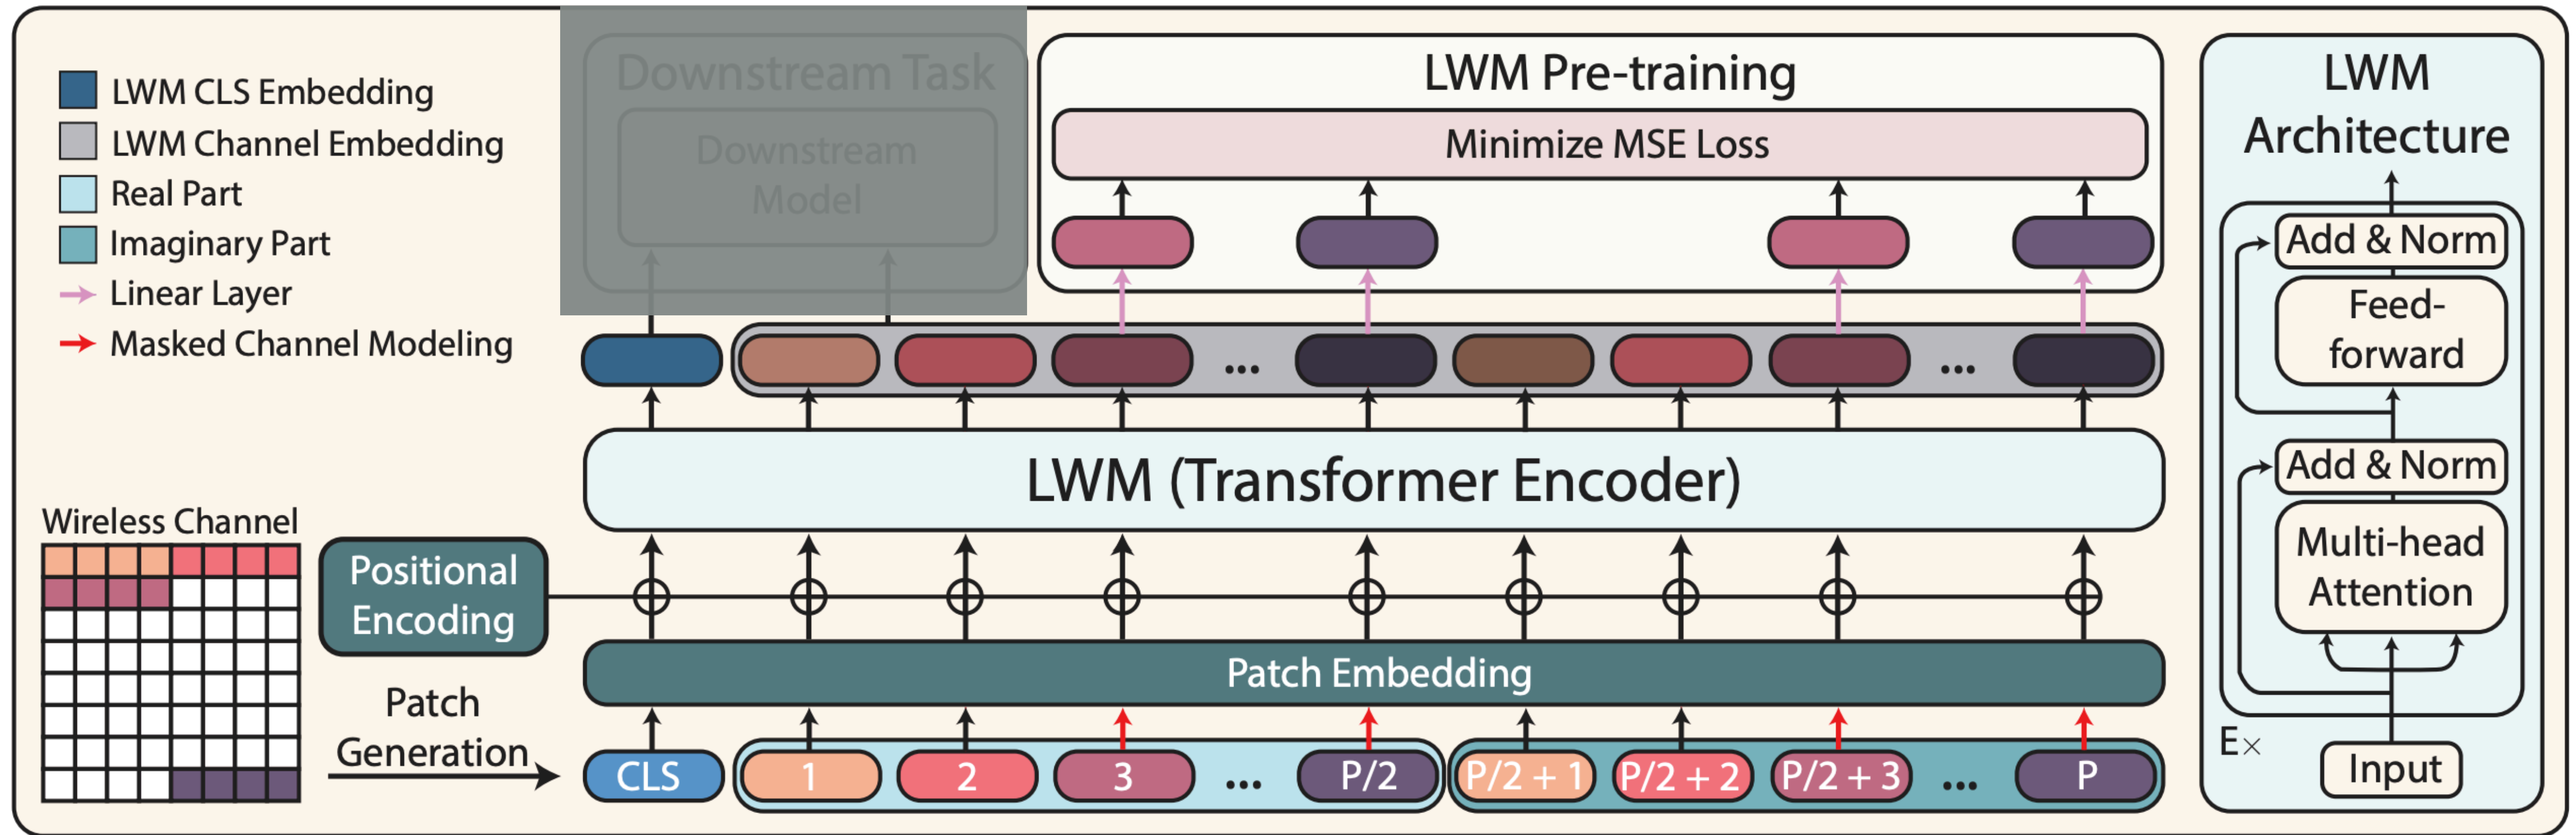 LWM CLS Embedding
LWM Channel Embedding
Real Part
Imaginary Part
Linear Layer
Masked Channel Modeling
Downstream Task
Downstream
Model
LWM Pre-training
Minimize MSE Loss
LWM (Transformer Encoder)
Wireless Channel
Positional
Encoding
Patch
Generation
Patch Embedding
CLS
1
2
3
...
P/2
P/2 + 1
P/2 + 2
P/2 + 3
...
P
LWM
Architecture
Add & Norm
Feed-
forward
Add & Norm
Multi-head
Attention
E×
Input